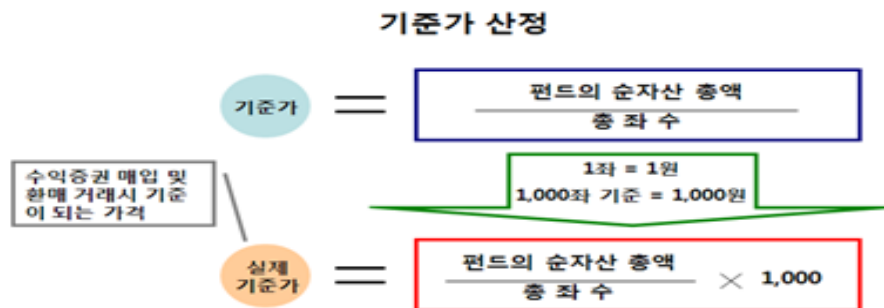 기준가 산정
기준가
=
펀드의 순자산 총액
총 좌 수
1좌 = 1원
1,000좌 기준 = 1,000원
수익증권 매입 및
환매 거래시 기준
이 되는 가격
실제
기준가
=
펀드의 순자산 총액
총 좌 수
× 1,000